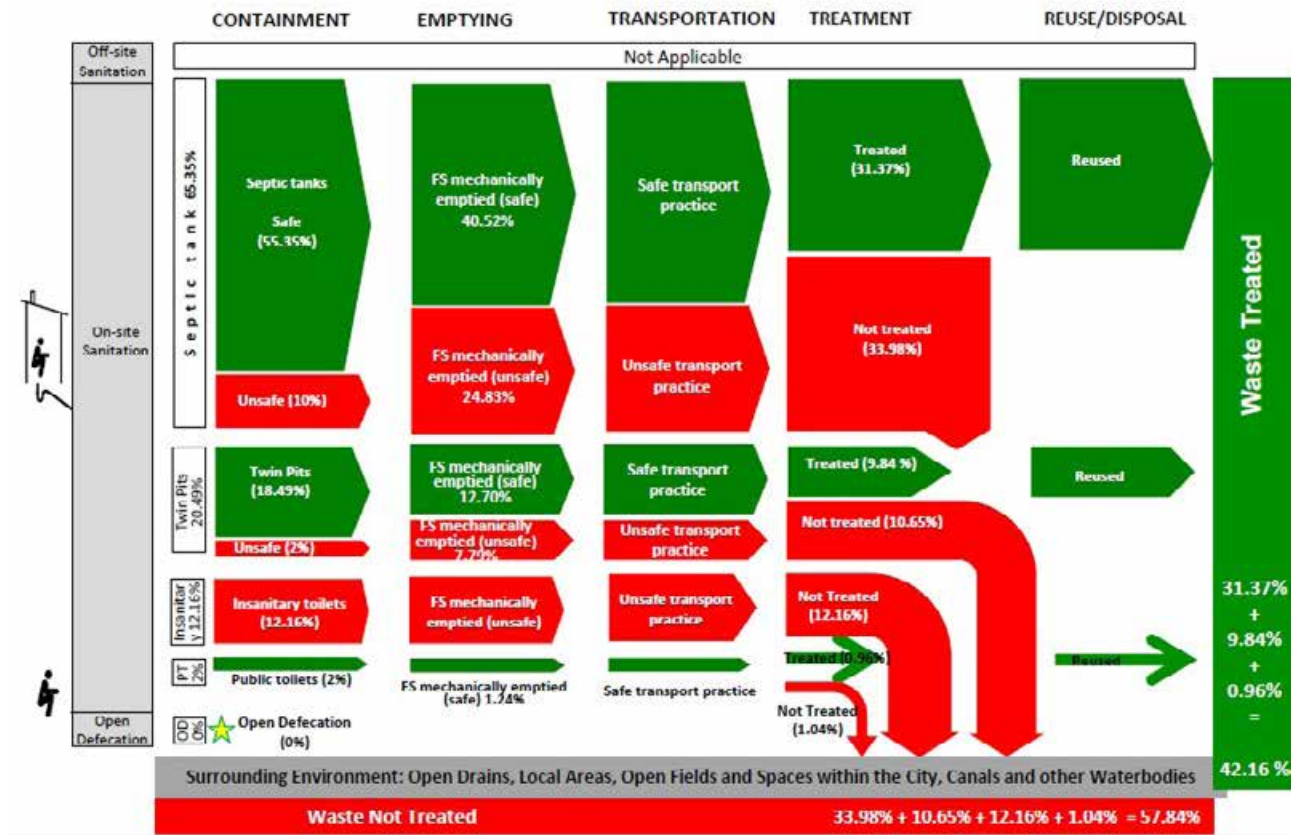 CONTAINMENT EMPTYING TRANSPORTATION TREATMENT REUSE/DISPOSAL
Off-site
Sanitation
Not Applicable
On-site
Sanitation
Open
Defecation
Septic tank 65.35%
Septic tanks
Safe
(55.35%)
FS mechanically
emptied (safe)
40.52%
Safe transport
practice
Treated
(31.37%)
Reused
Unsafe (10%)
FS mechanically
emptied (unsafe)
24.83%
Unsafe transport
practice
Not treated
(33.98%)
Twin Pits
20.49%
Twin Pits
(18.49%)
FS mechanically
emptied (safe)
12.70%
Safe transport
practice
Treated (9.84 %)
Reused
Unsafe (2%)
FS mechanically
emptied (unsafe)
7.79%
Unsafe transport
practice
Not treated (10.65%)
Insanitar
y 12.16%
Insanitary toilets
(12.16%)
FS mechanically
emptied (unsafe)
Unsafe transport
practice
Not Treated
(12.16%)
PT
2%
Public toilets (2%)
FS mechanically emptied
(safe) 1.24%
Safe transport practice
Treated (0.96%)
Reused
Not Treated
(1.04%)
OD
0%
Open Defecation
(0%)
Waste Treated
31.37%
+
9.84%
+
0.96%
=
42.16 %
Surrounding Environment: Open Drains, Local Areas, Open Fields and Spaces within the City, Canals and other Waterbodies
Waste Not Treated 33.98% + 10.65% + 12.16% + 1.04% = 57.84%